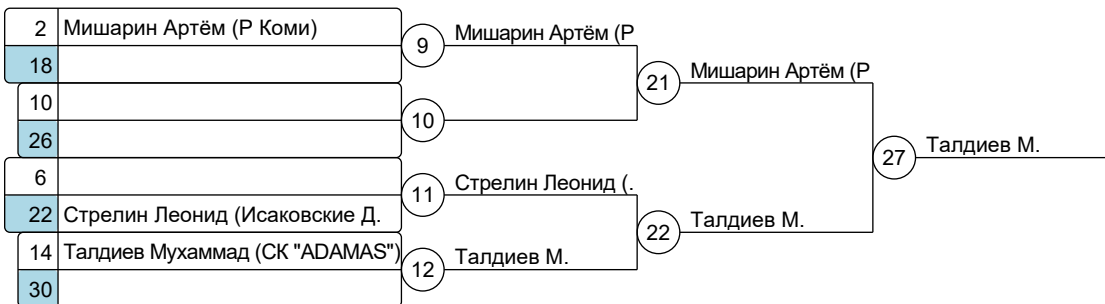 2 Мишарин Артём (Р Коми)
18
9
Мишарин Артём (Р
10
26
10
21
Мишарин Артём (Р
6
22 Стрелин Леонид (Исаковские Д.
11
Стрелин Леонид (.
14 Талдиев Мухаммад (СК "ADAMAS")
30
12
Талдиев М.
22
Талдиев М.
27
Талдиев М.